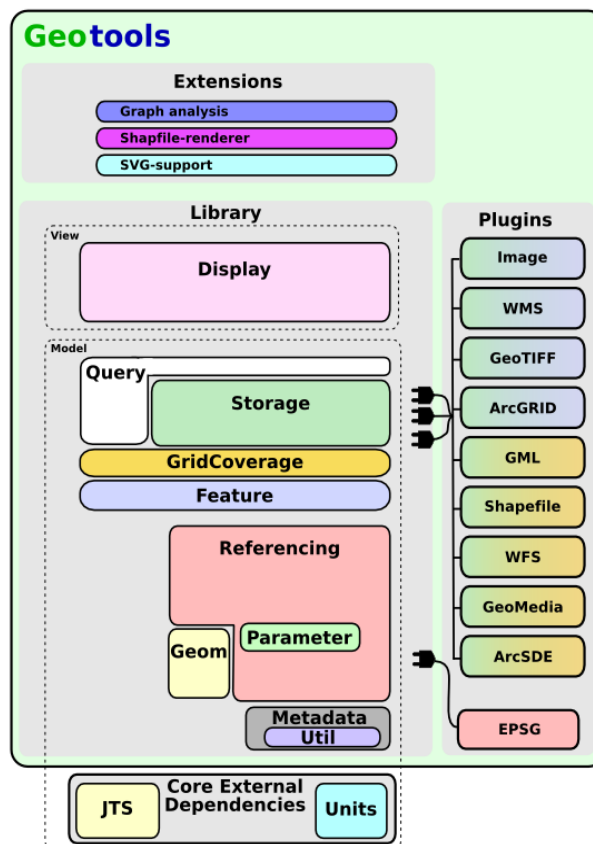 Geotools
Extensions
Graph analysis
Shapfile-renderer
SVG-support
Library
View
Display
Model
Query
Storage
GridCoverage
Feature
Referencing
Parameter
Geom
Metadata
Util
Plugins
Image
WMS
GeoTIFF
ArcGRID
GML
Shapefile
WFS
GeoMedia
ArcSDE
EPSG
Core External
Dependencies
JTS
Units